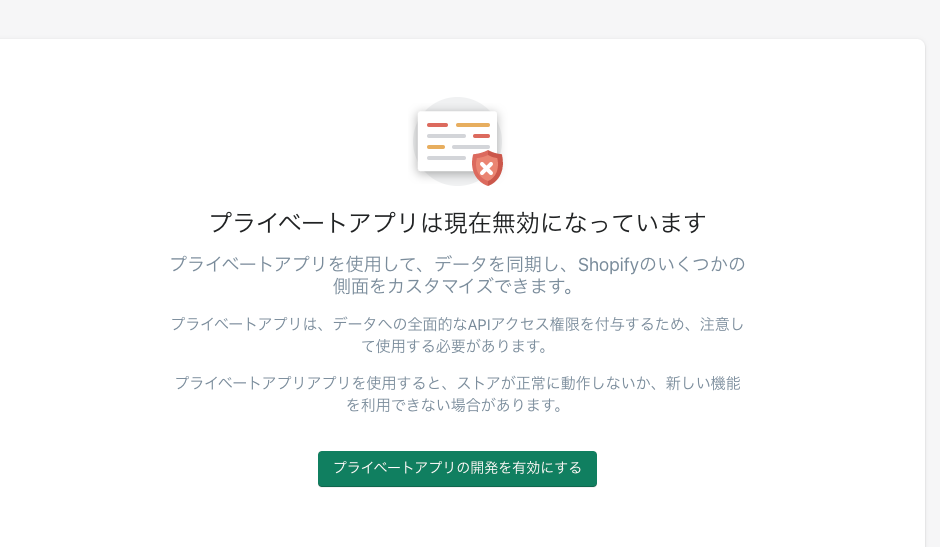 プライベートアプリは現在無効になっています
プライベートアプリを使用して、データを同期し、Shopifyのいくつかの
側面をカスタマイズできます。
プライベートアプリは、データへの全面的なAPIアクセス権限を付与するため、注意し
て使用する必要があります。
プライベートアプリアプリを使用すると、ストアが正常に動作しないか、新しい機能
を利用できない場合があります。
プライベートアプリの開発を有効にする